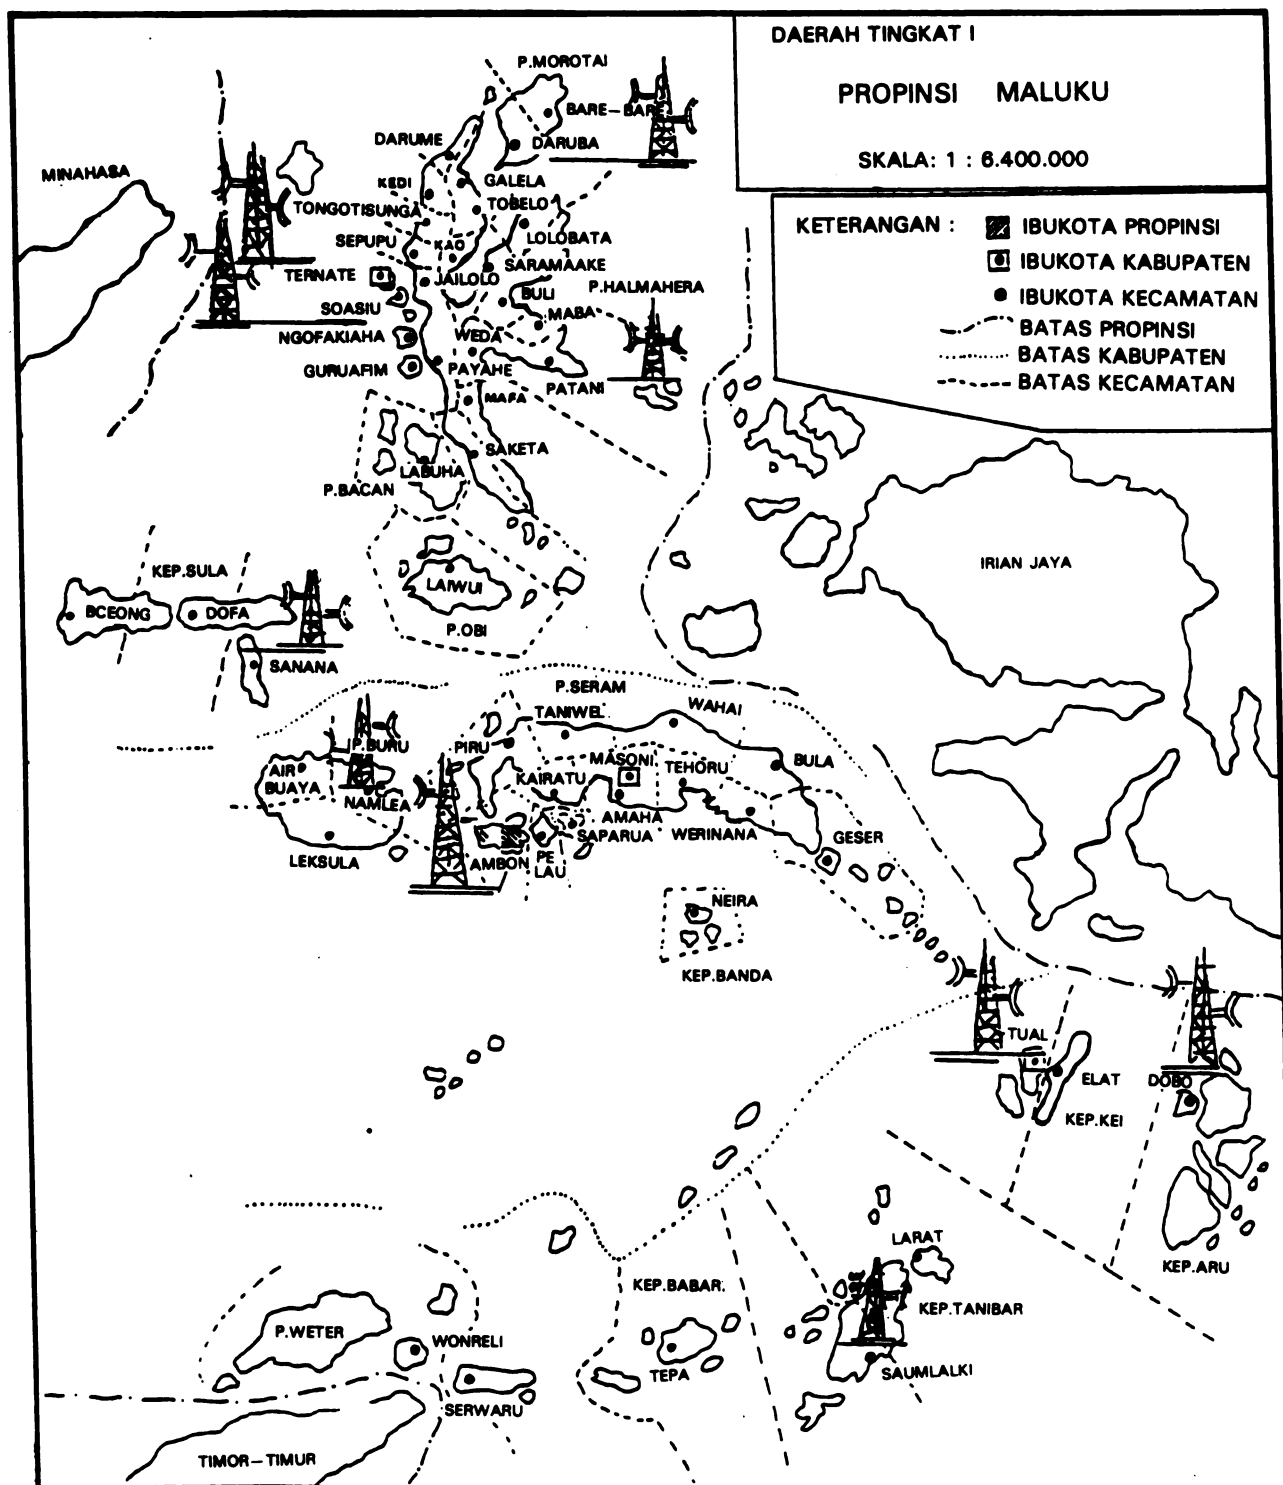 DAERAH TINGKAT I
PROPINSI MALUKU
SKALA: 1 : 6.400.000
KETERANGAN :
IBUKOTA PROPINSI
IBUKOTA KABUPATEN
IBUKOTA KECAMATAN
BATAS PROPINSI
BATAS KABUPATEN
BATAS KECAMATAN
P.MOROTAI
BARE-BARE
DARUME
DARUBA
MINAHASA
KEDI
GALELA
TONGOTISUNGA
TOBELO
SEPUPU
KAO
LOLOBATA
TERNATE
JAILOLO
SARAMAAKE
SOASIU
BULI
P.HALMAHERA
MABA
NGOFAKIAHA
WEDA
GURUAFIM
PAYAHE
PATANI
MAFA
SAKETA
LABUHA
P.BACAN
IRIAN JAYA
KEP.SULA
LAIWUI
BCEONG
DOFA
P.OBI
SANANA
P.SERAM
TANIWEL
WAHAI
P.BURU
PIRU
MASONI
TEHORU
BULA
AIR
BUAYA
KAIRATU
NAMLEA
AMAHA
WERINANA
SAPARUA
GESER
LEKSULA
AMBON
PE
LAU
NEIRA
KEP.BANDA
TUAL
ELAT
DOBO
KEP.KEI
LARAT
KEP.ARU
KEP.BABAR.
KEP.TANIBAR
P.WETER
WONRELI
TEPA
SAUMLALKI
SERWARU
TIMOR-TIMUR